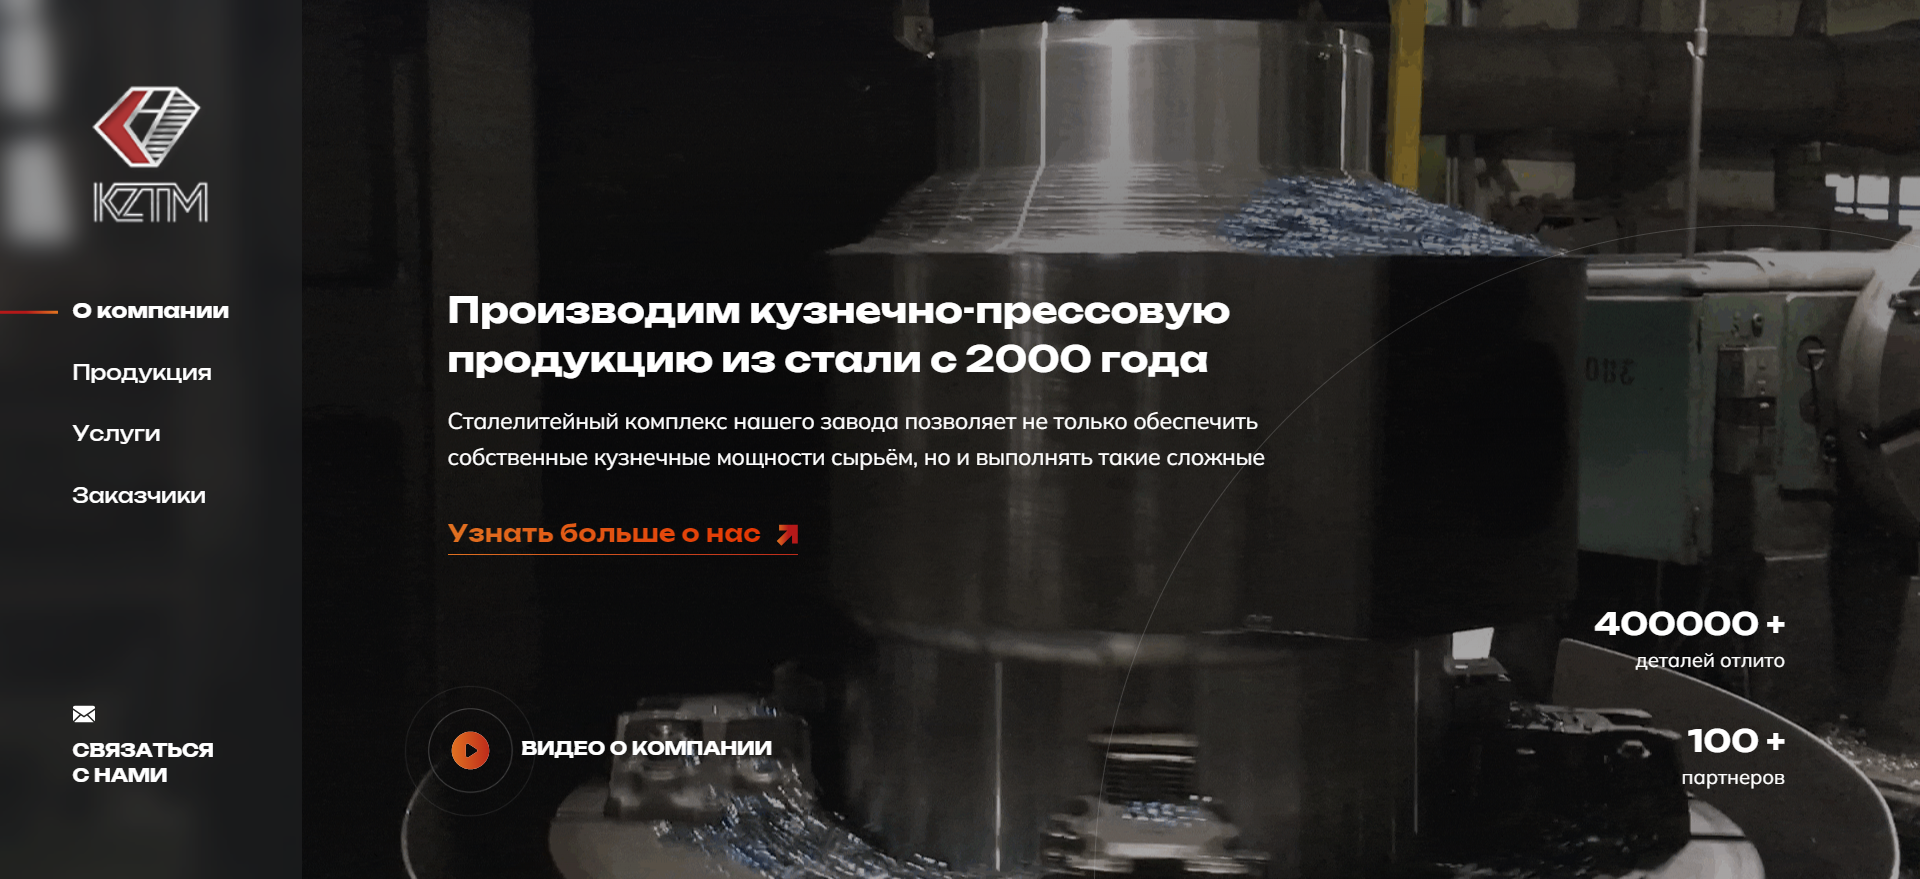 KZTM
О компании
Продукция
Услуги
Заказчики
СВЯЗАТЬСЯ
С НАМИ
Производим кузнечно-прессовую
продукцию из стали с 2000 года
Сталелитейный комплекс нашего завода позволяет не только обеспечить
собственные кузнечные мощности сырьём, но и выполнять такие сложные
Узнать больше о нас
ВИДЕО О КОМПАНИИ
400000 +
деталей отлито
100 +
партнеров